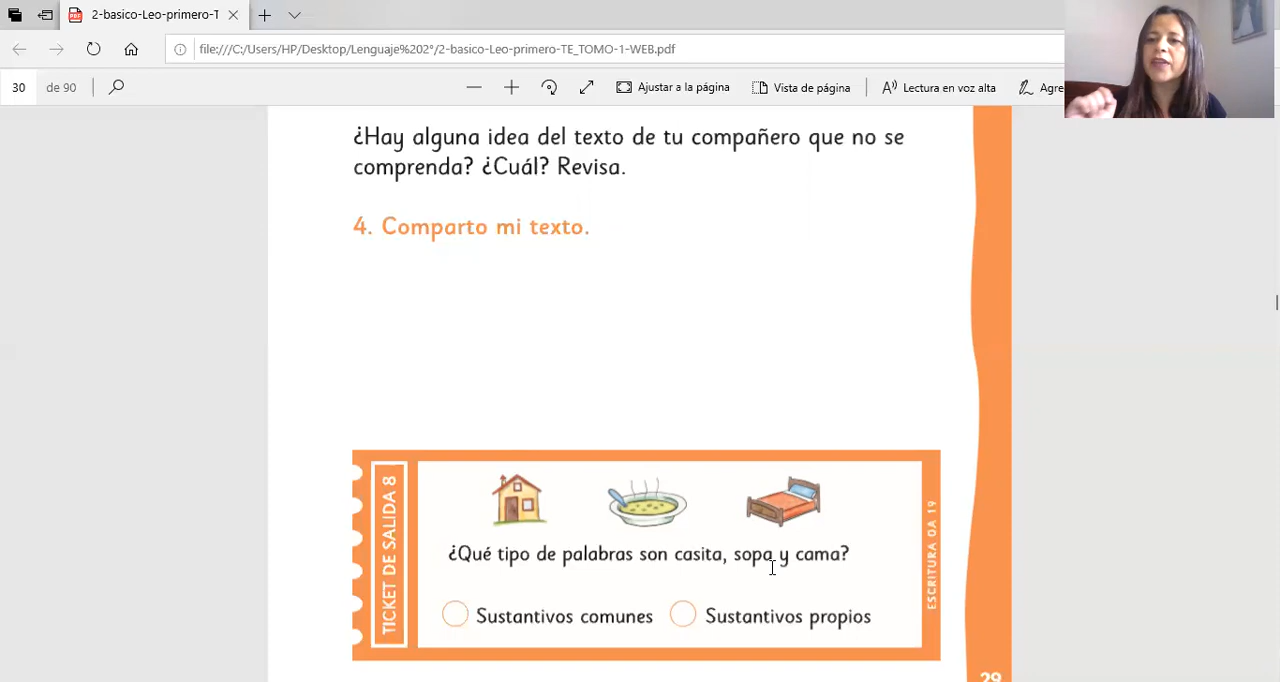 2-basico-Leo-primero-T
file:///C:/Users/HP/Desktop/Lenguaje%202°/2-basico-Leo-primero-TE_TOMO-1-WEB.pdf
30 de 90
Ajustar a la página
Vista de página
Lectura en voz alta
Agre
¿Hay alguna idea del texto de tu compañero que no se
comprenda? ¿Cuál? Revisa.
4. Comparto mi texto.
TICKET DE SALIDA 8
¿Qué tipo de palabras son casita, sopa y cama?
Sustantivos comunes
Sustantivos propios
ESCRITURA OA 19
29